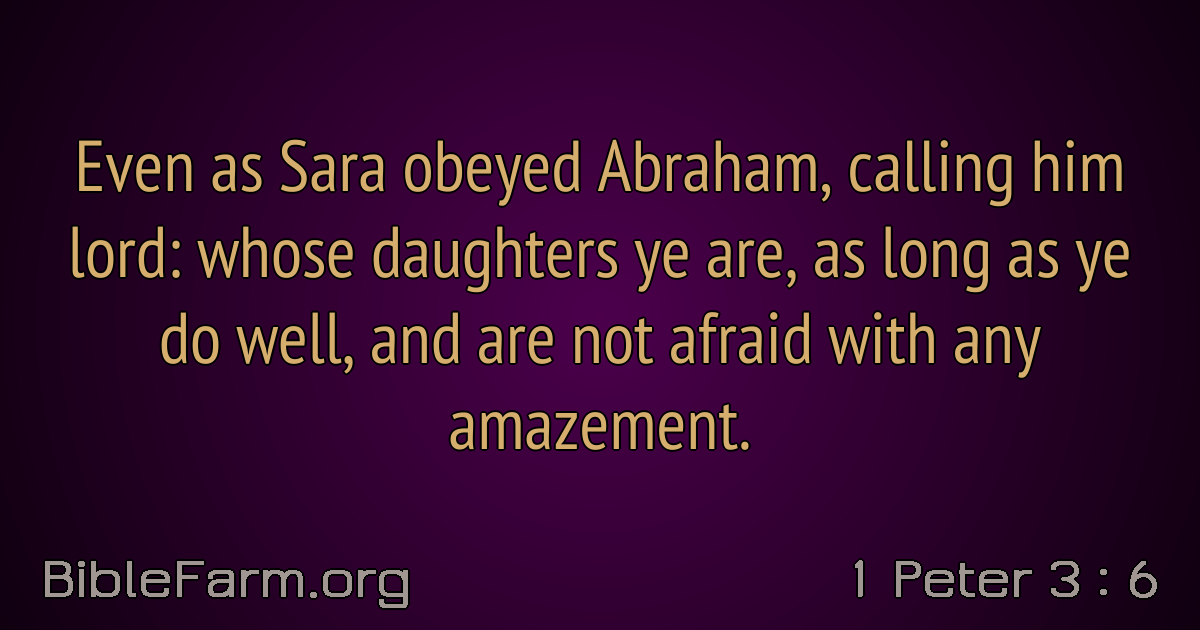 Even as Sara obeyed Abraham, calling him
lord: whose daughters ye are, as long as ye
do well, and are not afraid with any
amazement.
BibleFarm.org
1 Peter 3 : 6